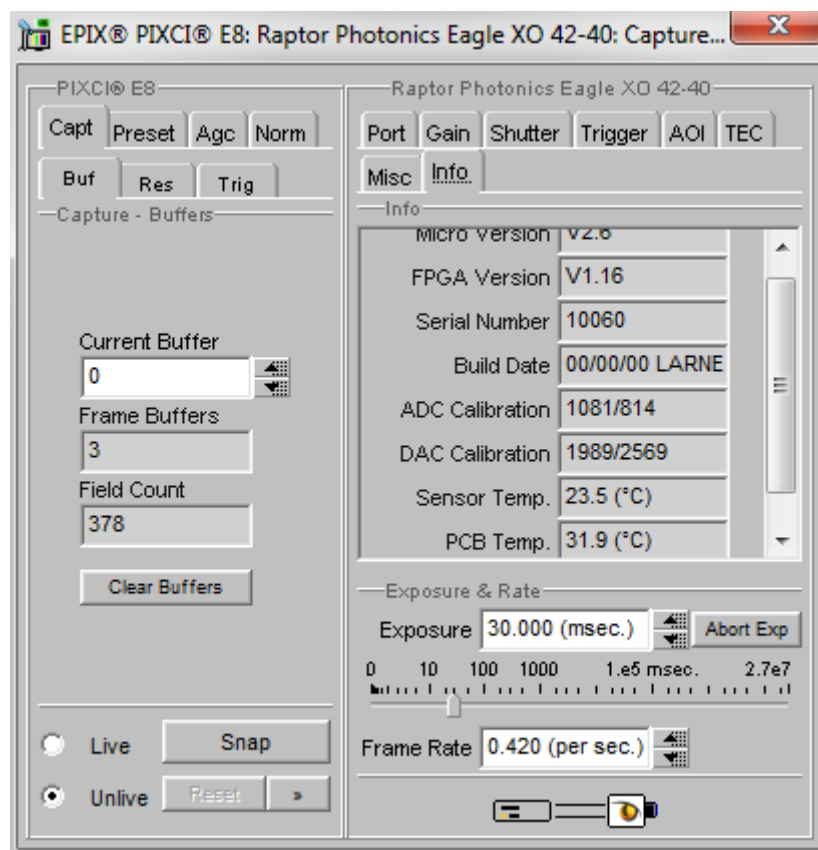 EPIX® PIXCI® E8: Raptor Photonics Eagle XO 42-40: Capture...
PIXCI® E8
Capt Preset Agc Norm
Buf Res Trig
Capture - Buffers
Current Buffer
0
Frame Buffers
3
Field Count
378
Clear Buffers
Live Snap
Unlive Reset »
Raptor Photonics Eagle XO 42-40
Port Gain Shutter Trigger AOI TEC
Misc Info
Info
Micro Version V2.6
FPGA Version V1.16
Serial Number 10060
Build Date 00/00/00 LARNE
ADC Calibration 1081/814
DAC Calibration 1989/2569
Sensor Temp. 23.5 (°C)
PCB Temp. 31.9 (°C)
Exposure & Rate
Exposure 30.000 (msec.) Abort Exp
0 10 100 1000 1.e5 msec. 2.7e7
Frame Rate 0.420 (per sec.)